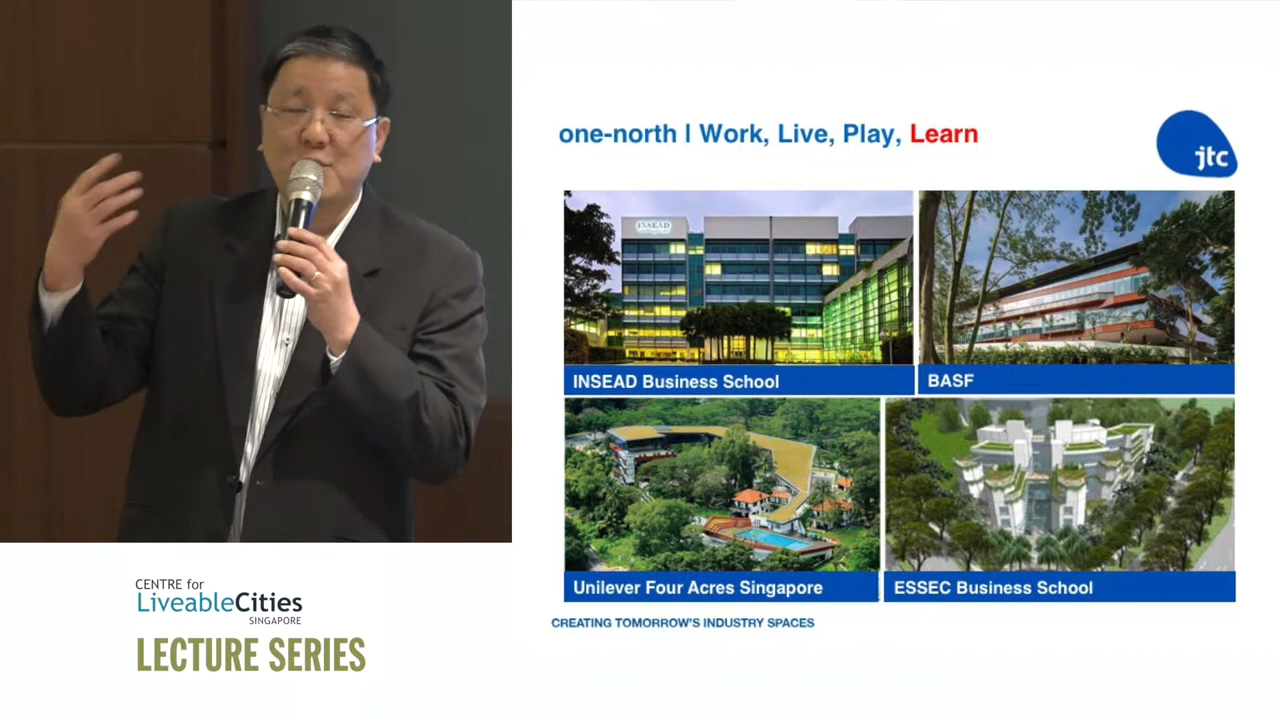 one-north | Work, Live, Play, Learn
jtc
INSEAD
INSEAD Business School
BASF
Unilever Four Acres Singapore
ESSEC Business School
CREATING TOMORROW'S INDUSTRY SPACES
CENTRE for
LiveableCities
SINGAPORE
LECTURE SERIES